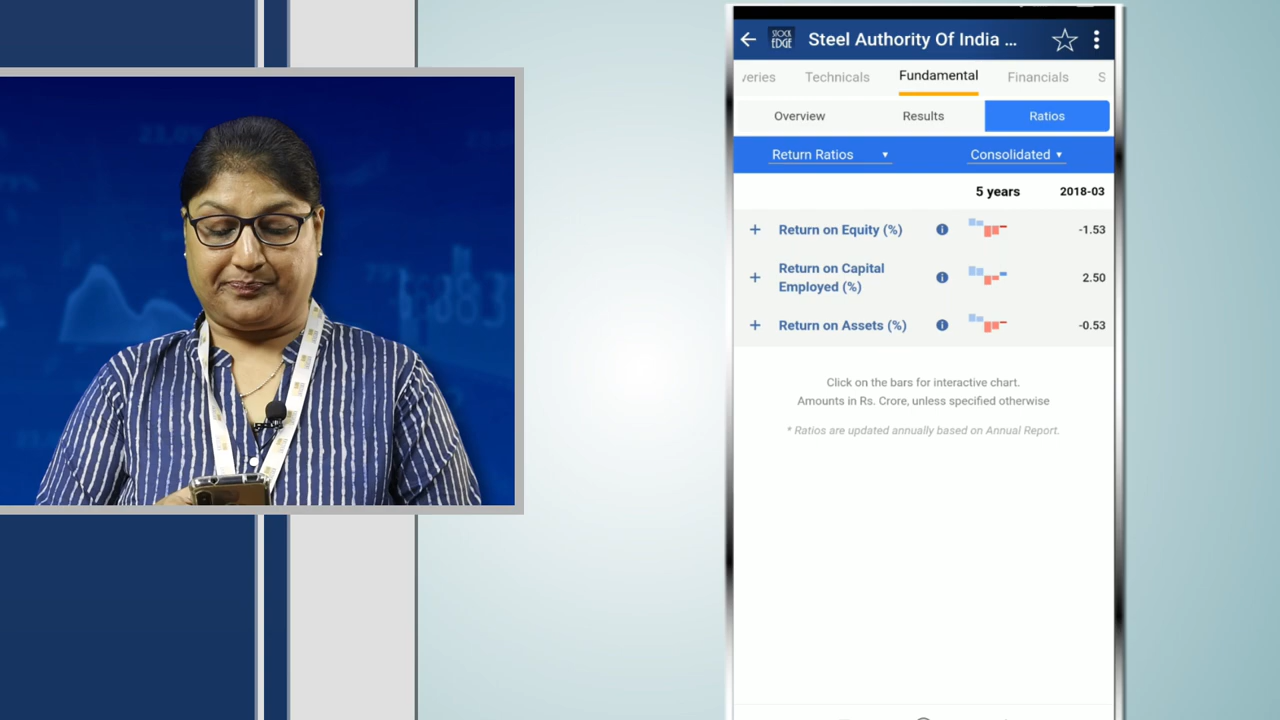 STOCK
EDGE
Steel Authority Of India ...
veries
Technicals
Fundamental
Financials
S
Overview
Results
Ratios
Return Ratios
Consolidated
5 years
2018-03
+ Return on Equity (%) -1.53
+ Return on Capital
Employed (%) 2.50
+ Return on Assets (%) -0.53
Click on the bars for interactive chart.
Amounts in Rs. Crore, unless specified otherwise
* Ratios are updated annually based on Annual Report.